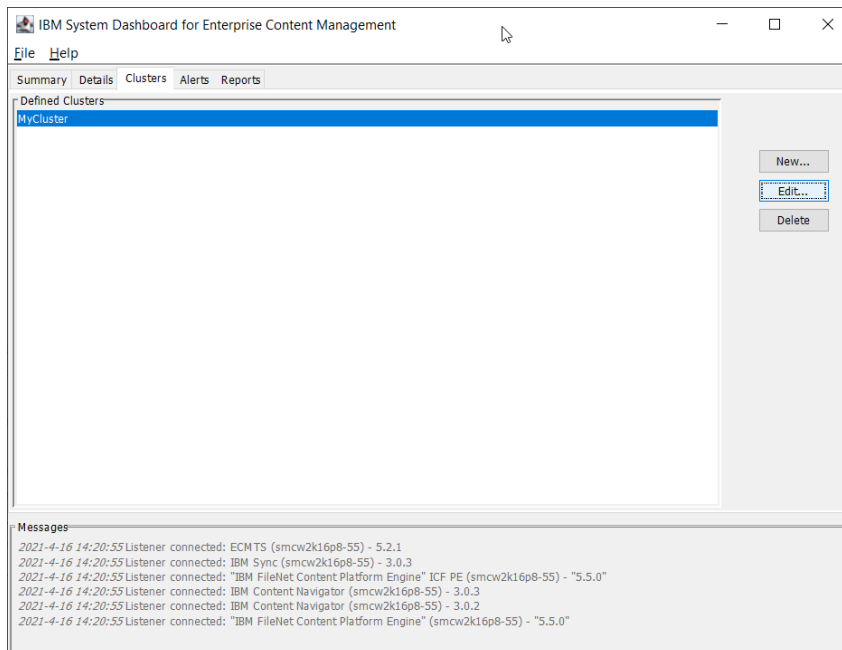 IBM System Dashboard for Enterprise Content Management
File Help
Summary Details Clusters Alerts Reports
Defined Clusters
MyCluster
New...
Edit...
Delete
Messages
2021-4-16 14:20:55 Listener connected: ECMTS (smcw2k16p8-55) - 5.2.1
2021-4-16 14:20:55 Listener connected: IBM Sync (smcw2k16p8-55) - 3.0.3
2021-4-16 14:20:55 Listener connected: "IBM FileNet Content Platform Engine" ICF PE (smcw2k16p8-55) - "5.5.0"
2021-4-16 14:20:55 Listener connected: IBM Content Navigator (smcw2k16p8-55) - 3.0.3
2021-4-16 14:20:55 Listener connected: IBM Content Navigator (smcw2k16p8-55) - 3.0.2
2021-4-16 14:20:55 Listener connected: "IBM FileNet Content Platform Engine" (smcw2k16p8-55) - "5.5.0"